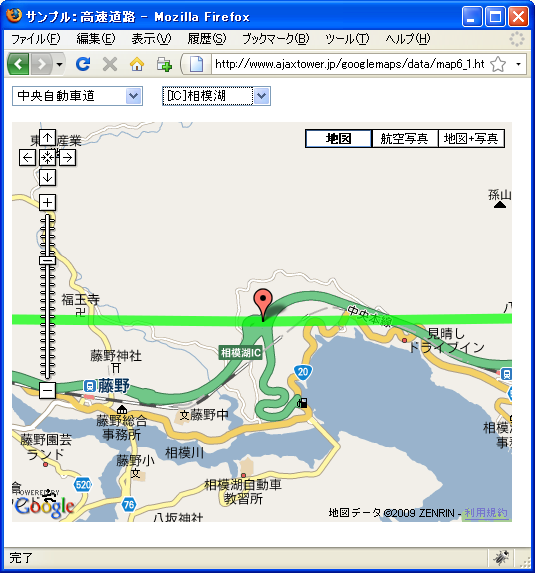 サンプル：高速道路 - Mozilla Firefox
ファイル(F) 編集(E) 表示(V) 履歴(S) ブックマーク(B) ツール(T) ヘルプ(H)
http://www.ajaxtower.jp/googlemaps/data/map6_1.ht
中央自動車道 [IC]相模湖
地図 航空写真 地図+写真
産業
孫山
福王寺
中央本線
見晴し
ドライブイン
相模湖IC
藤野神社
20
藤野
藤野中
藤野総合
事務所
相模川
藤野園芸
ランド
藤野小
相模湖自動車
教習所
520
76
八坂神社
POWERED BY
Google
地図データ ©2009 ZENRIN - 利用規約
完了